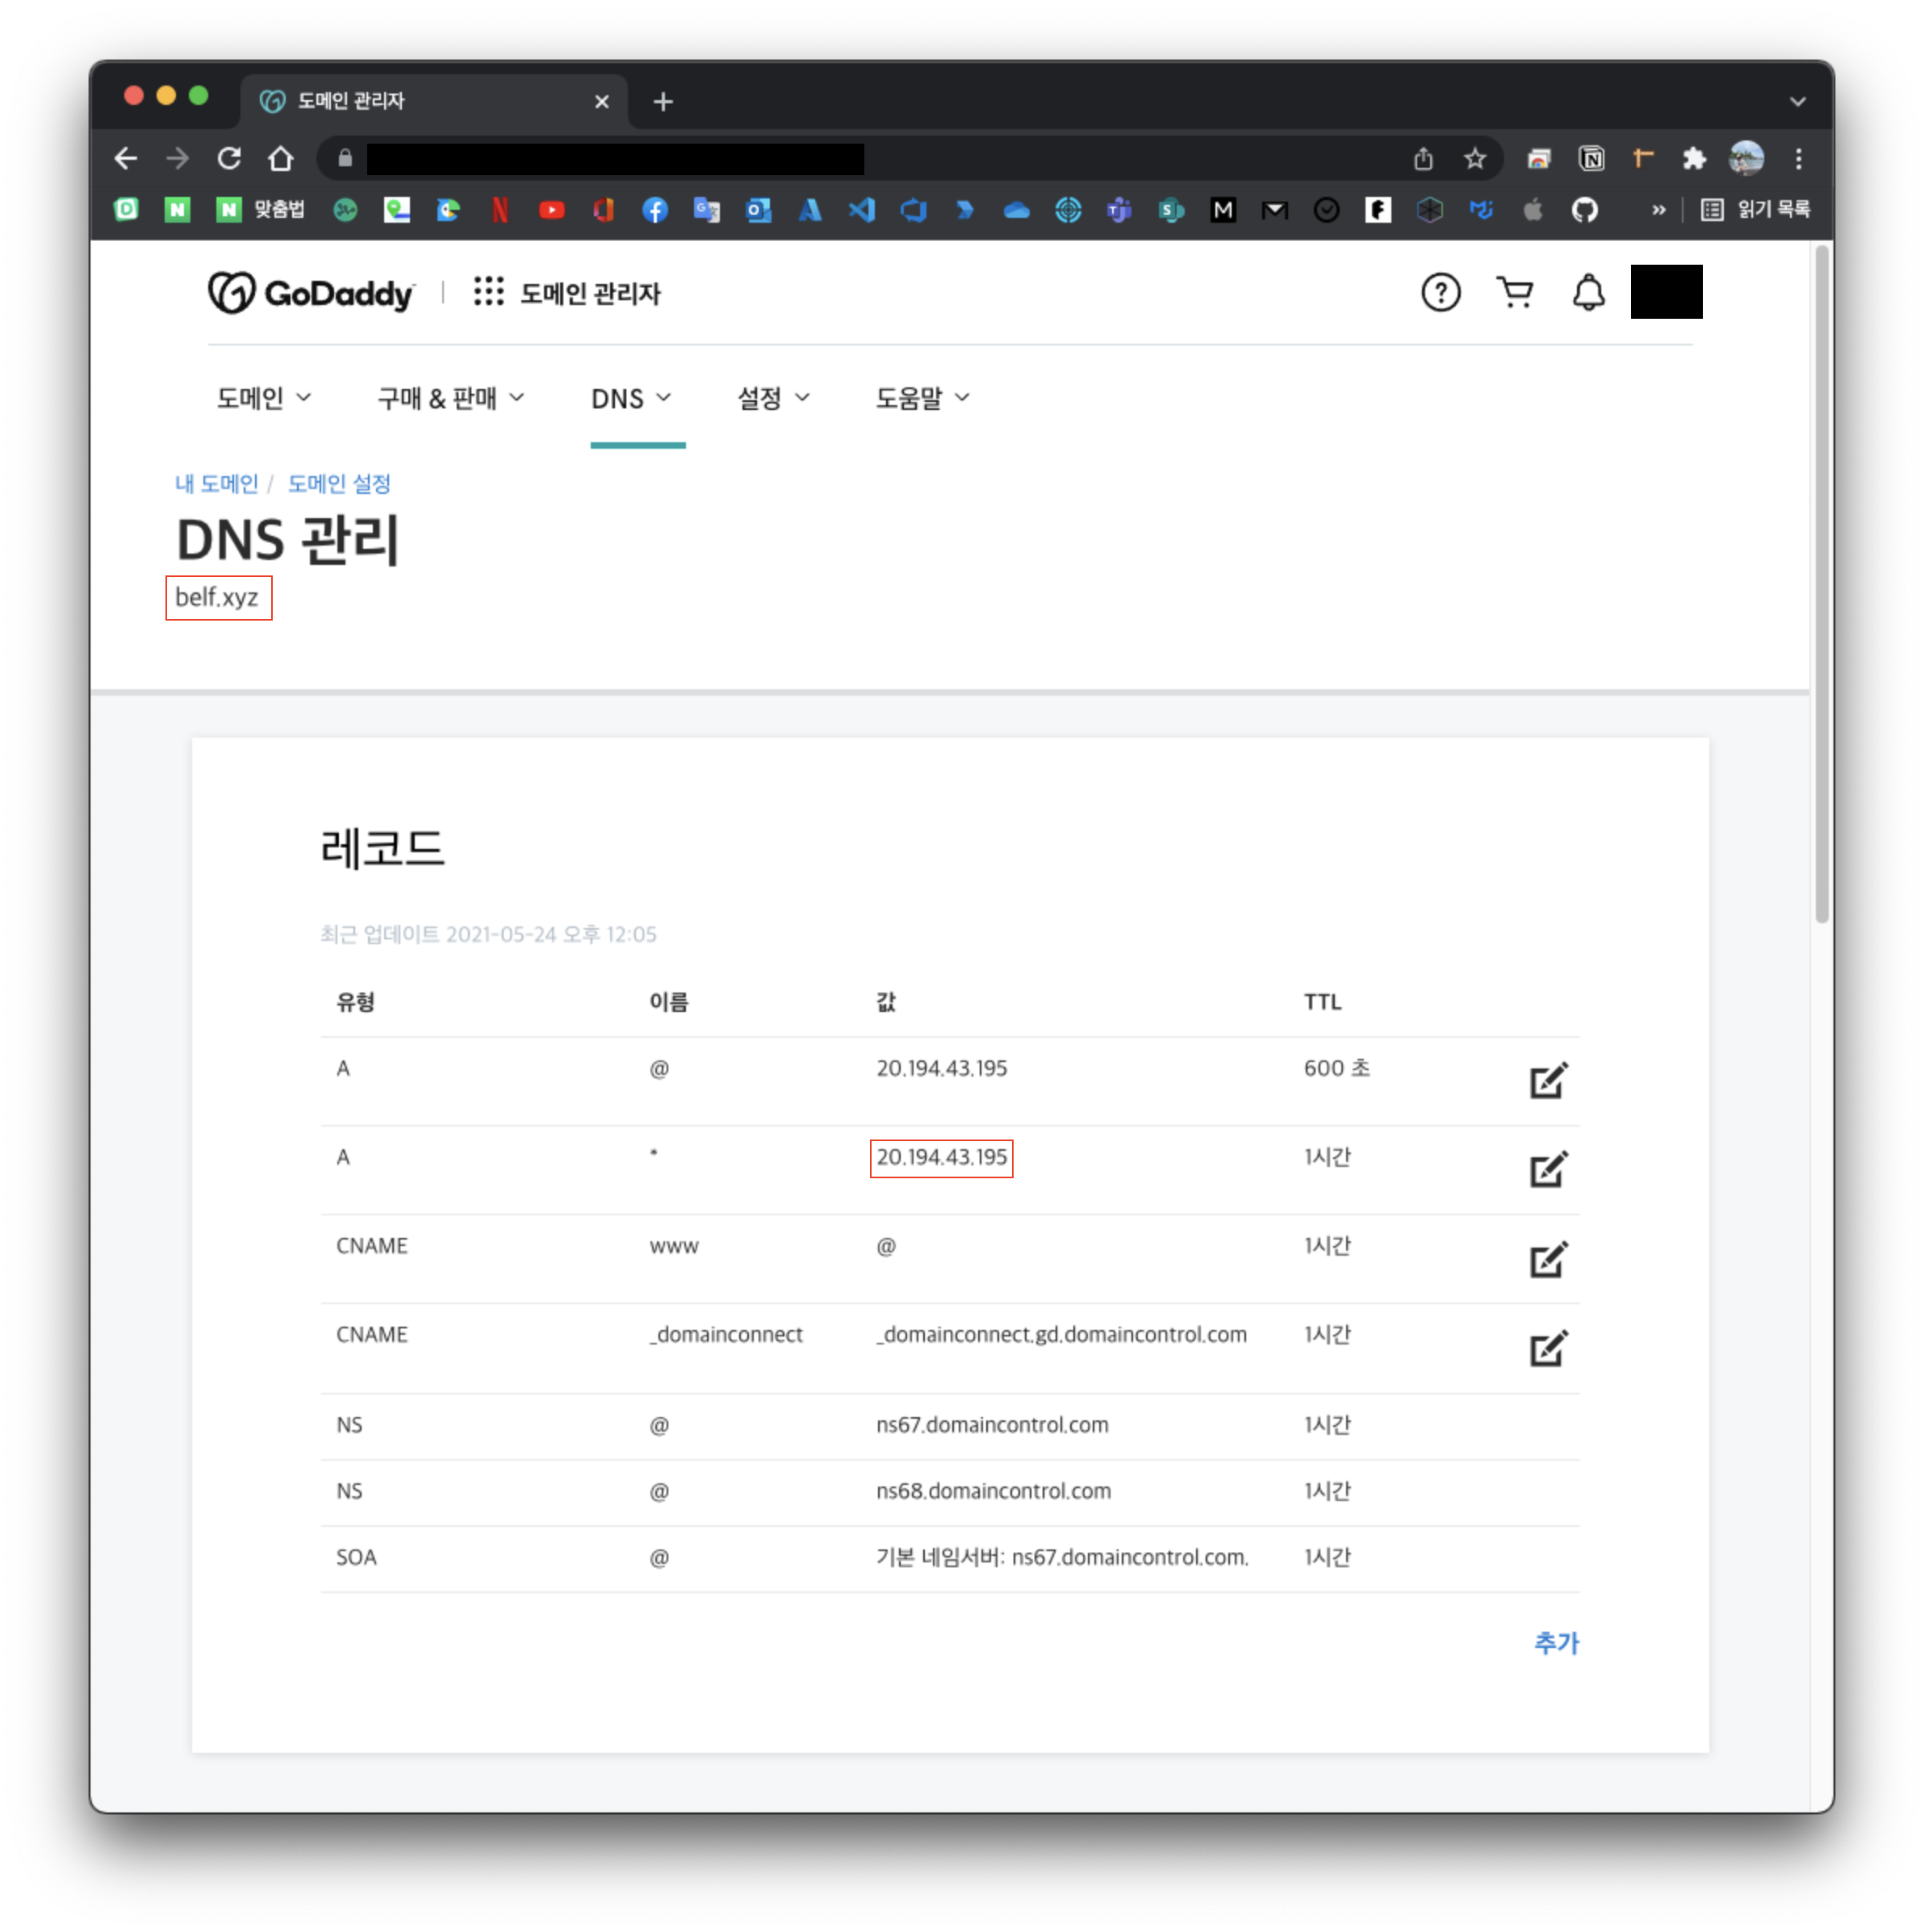 도메인 관리자
맞춤법
읽기 목록
GoDaddy 도메인 관리자
도메인 구매 & 판매 DNS 설정 도움말
내 도메인 / 도메인 설정
DNS 관리
belf.xyz
레코드
최근 업데이트 2021-05-24 오후 12:05
유형 이름 값 TTL
A @ 20.194.43.195 600 초
A * 20.194.43.195 1시간
CNAME www @ 1시간
CNAME _domainconnect _domainconnect.gd.domaincontrol.com 1시간
NS @ ns67.domaincontrol.com 1시간
NS @ ns68.domaincontrol.com 1시간
SOA @ 기본 네임서버: ns67.domaincontrol.com. 1시간
추가